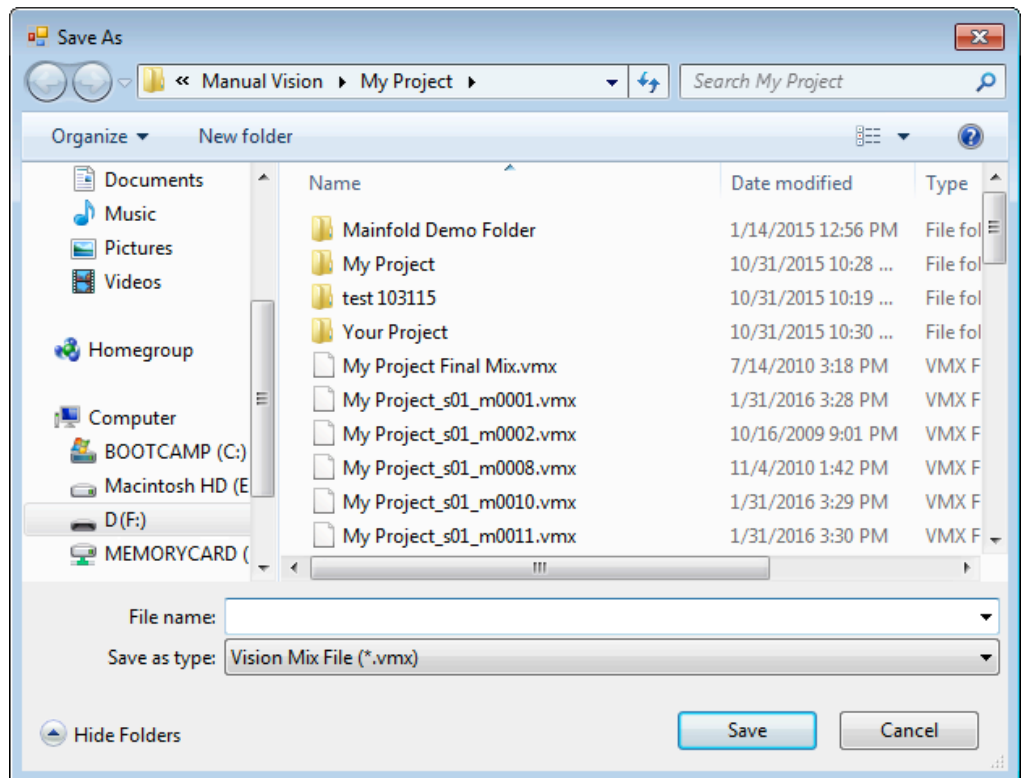 Save As
« Manual Vision My Project
Search My Project
Organize New folder
Documents
Music
Pictures
Videos
Homegroup
Computer
BOOTCAMP (C:)
Macintosh HD (E
D (F:)
MEMORYCARD (
Name Date modified Type
Mainfold Demo Folder 1/14/2015 12:56 PM File fol
My Project 10/31/2015 10:28 ... File fol
test 103115 10/31/2015 10:19 ... File fol
Your Project 10/31/2015 10:30 ... File fol
My Project Final Mix.vmx 7/14/2010 3:18 PM VMX F
My Project_s01_m0001.vmx 1/31/2016 3:28 PM VMX F
My Project_s01_m0002.vmx 10/16/2009 9:01 PM VMX F
My Project_s01_m0008.vmx 11/4/2010 1:42 PM VMX F
My Project_s01_m0010.vmx 1/31/2016 3:29 PM VMX F
My Project_s01_m0011.vmx 1/31/2016 3:30 PM VMX F
File name:
Save as type: Vision Mix File (*.vmx)
Hide Folders
Save Cancel